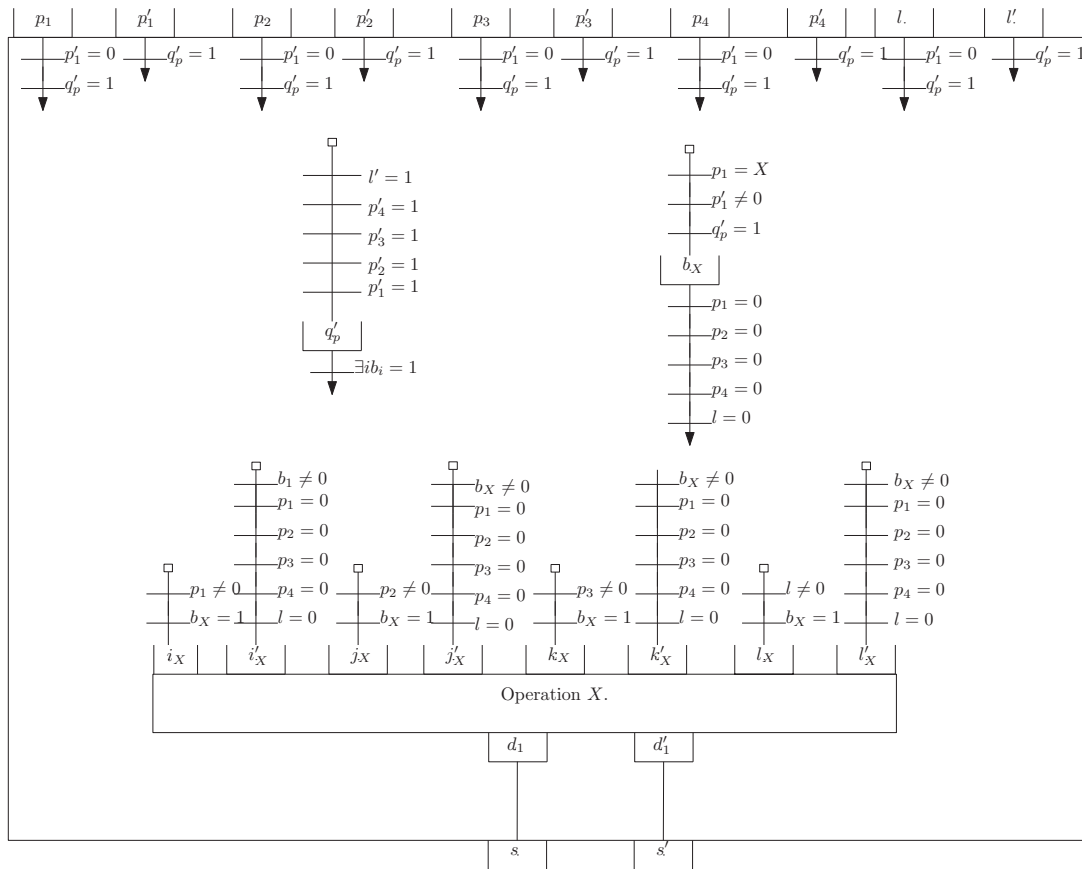 p₁ p′₁ p₂ p′₂ p₃ p′₃ p₄ p′₄ l. l′.
p′₁ = 0 q′ₚ = 1 p′₁ = 0 q′ₚ = 1 p′₁ = 0 q′ₚ = 1 p′₁ = 0 q′ₚ = 1 p′₁ = 0 q′ₚ = 1
q′ₚ = 1 q′ₚ = 1 q′ₚ = 1 q′ₚ = 1 q′ₚ = 1
l′ = 1
p′₄ = 1
p′₃ = 1
p′₂ = 1
p′₁ = 1
q′ₚ
∃ibᵢ = 1
p₁ = X
p′₁ ≠ 0
q′ₚ = 1
b.X
p₁ = 0
p₂ = 0
p₃ = 0
p₄ = 0
l = 0
b₁ ≠ 0 b_X ≠ 0 b_X ≠ 0 b_X ≠ 0
p₁ = 0 p₁ = 0 p₁ = 0 p₁ = 0
p₂ = 0 p₂ = 0 p₂ = 0 p₂ = 0
p₃ = 0 p₃ = 0 p₃ = 0 p₃ = 0
p₁ ≠ 0 p₄ = 0 p₂ ≠ 0 p₄ = 0 p₃ ≠ 0 p₄ = 0 l ≠ 0 p₄ = 0
b_X = 1 l = 0 b_X = 1 l = 0 b_X = 1 l = 0 b_X = 1 l = 0
i_X i′_X j_X j′_X k_X k′_X l_X l′_X
Operation X.
d₁ d′₁
s. s′.